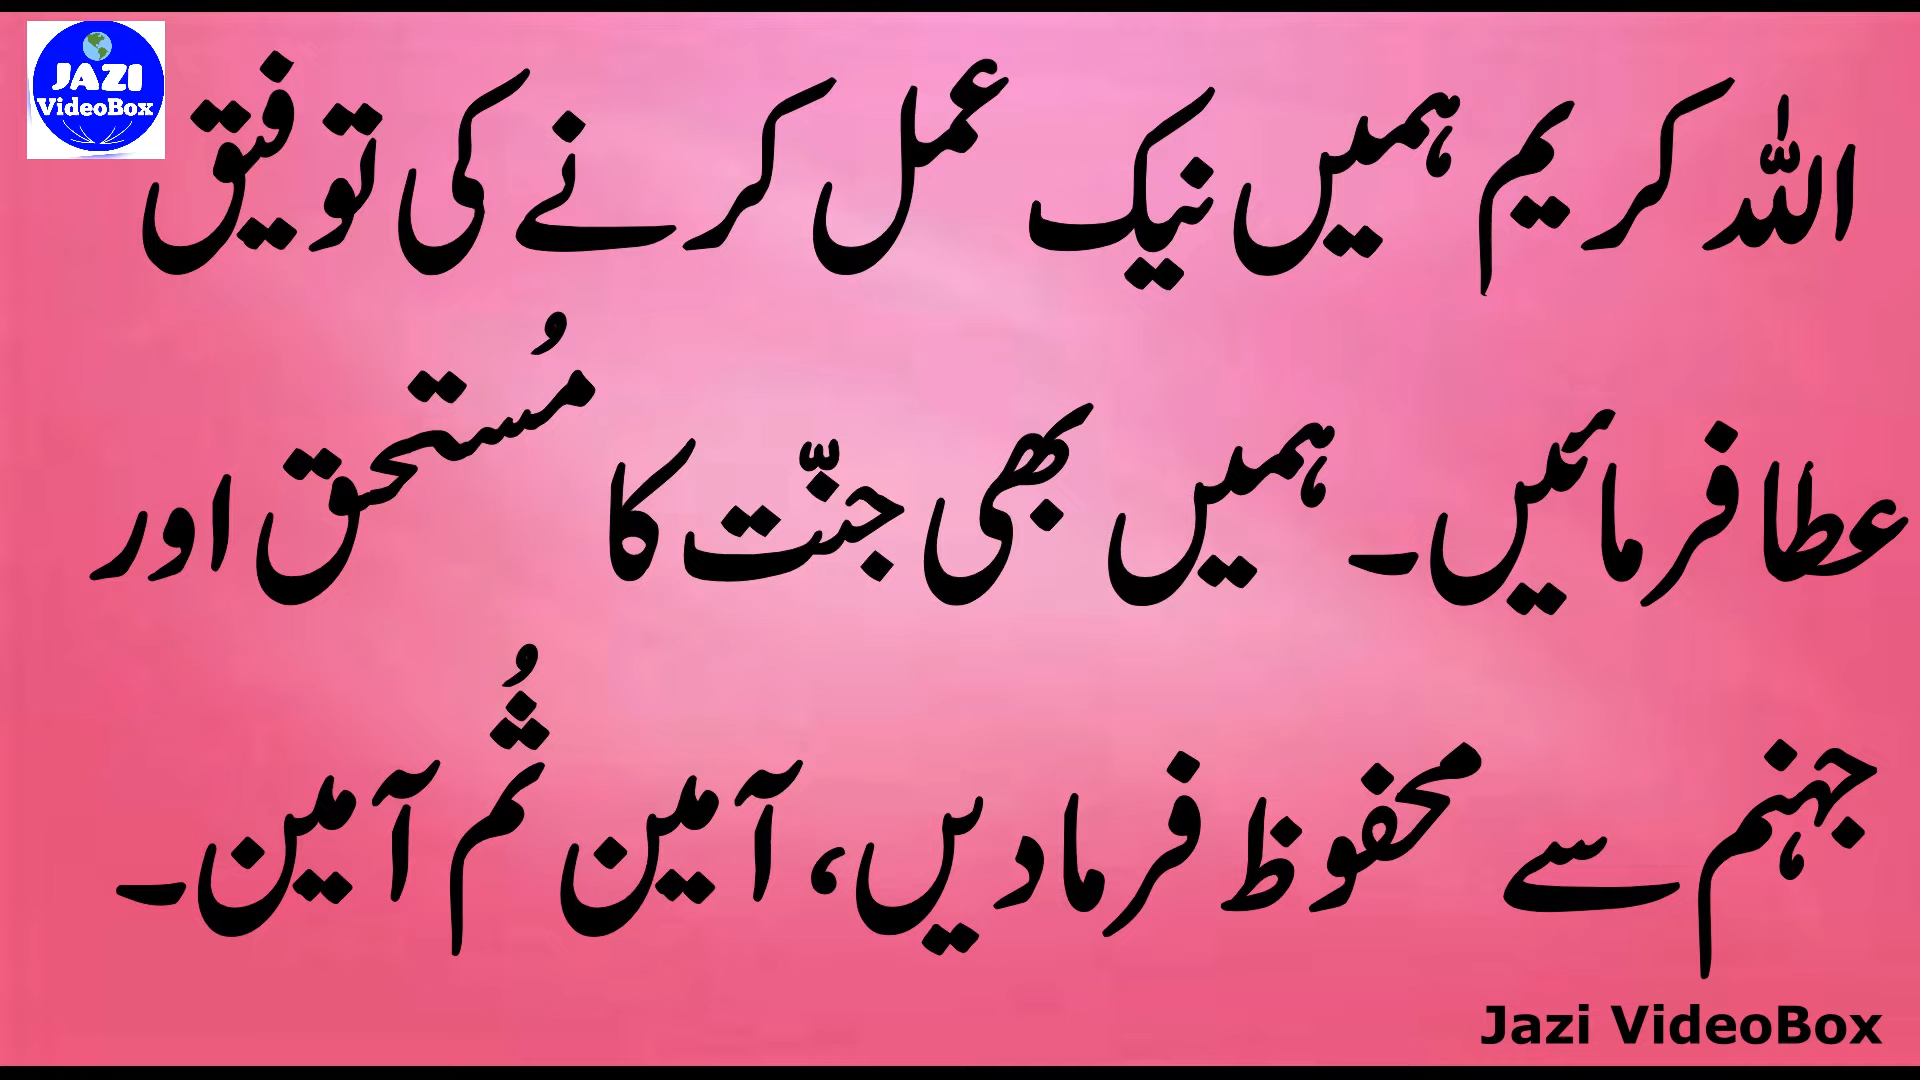 JAZI
VideoBox
اللہ کریم ہمیں نیک عمل کرنے کی توفیق
عطا فرمائیں۔ ہمیں بھی جنّت کا مُستحق اور
جہنم سے محفوظ فرمادیں، آمین ثُم آمین۔
Jazi VideoBox